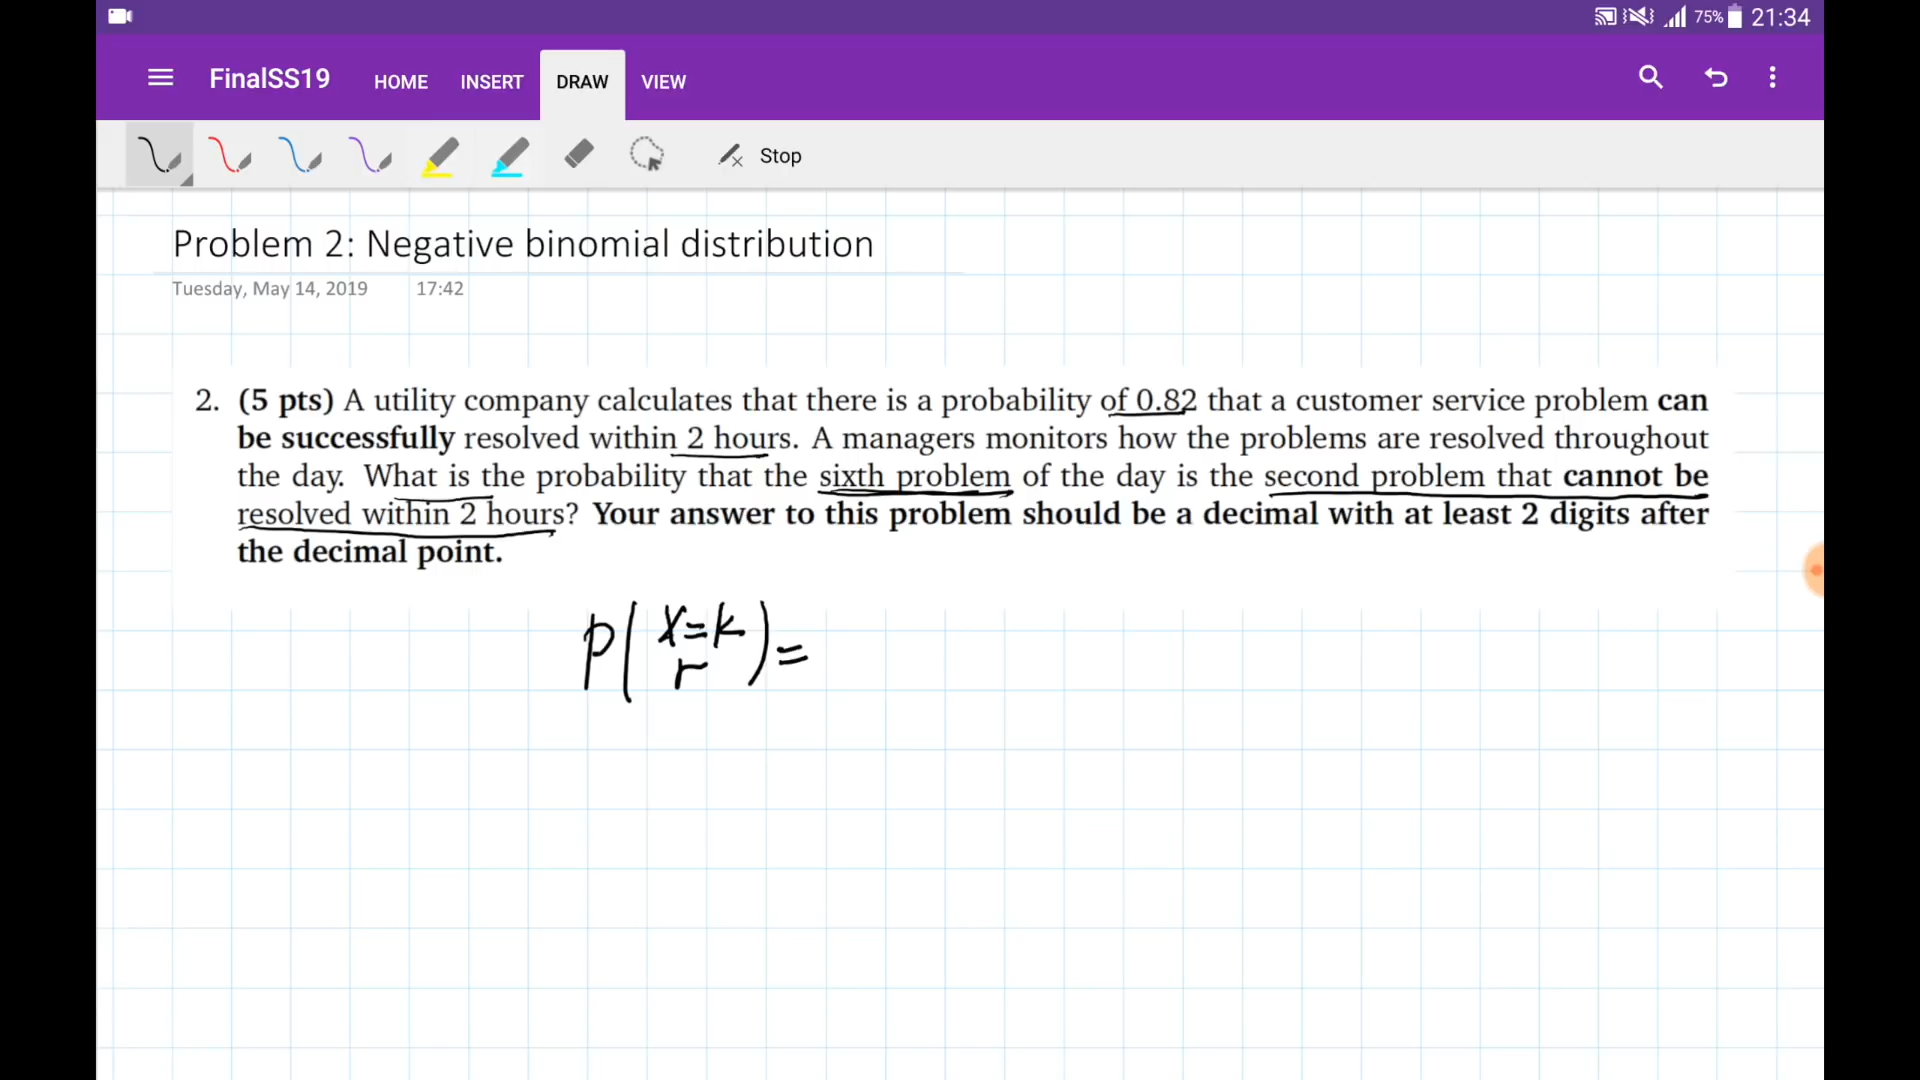 75% 21:34
FinalSS19 HOME INSERT DRAW VIEW
Stop
Problem 2: Negative binomial distribution
Tuesday, May 14, 2019 17:42
2. (5 pts) A utility company calculates that there is a probability of 0.82 that a customer service problem can
be successfully resolved within 2 hours. A managers monitors how the problems are resolved throughout
the day. What is the probability that the sixth problem of the day is the second problem that cannot be
resolved within 2 hours? Your answer to this problem should be a decimal with at least 2 digits after
the decimal point.
P(X=k
r)=